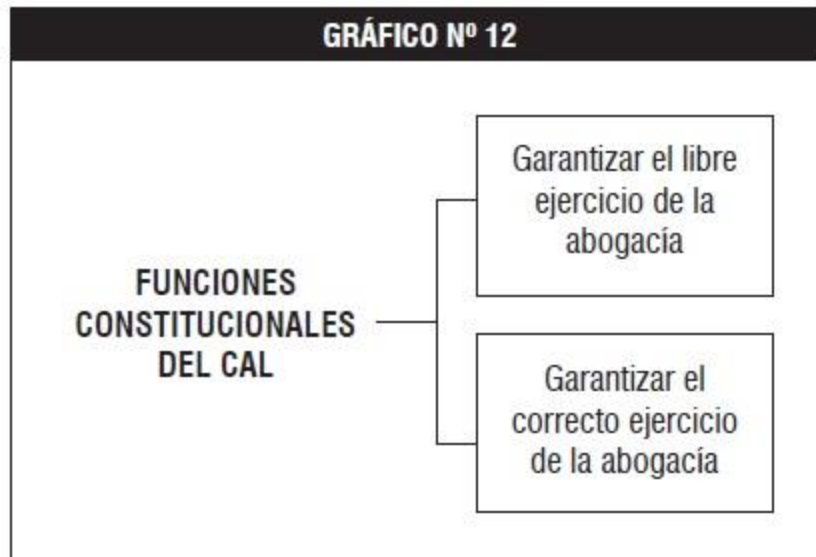 GRÁFICO Nº 12
FUNCIONES
CONSTITUCIONALES
DEL CAL
Garantizar el libre
ejercicio de la
abogacía
Garantizar el
correcto ejercicio
de la abogacía